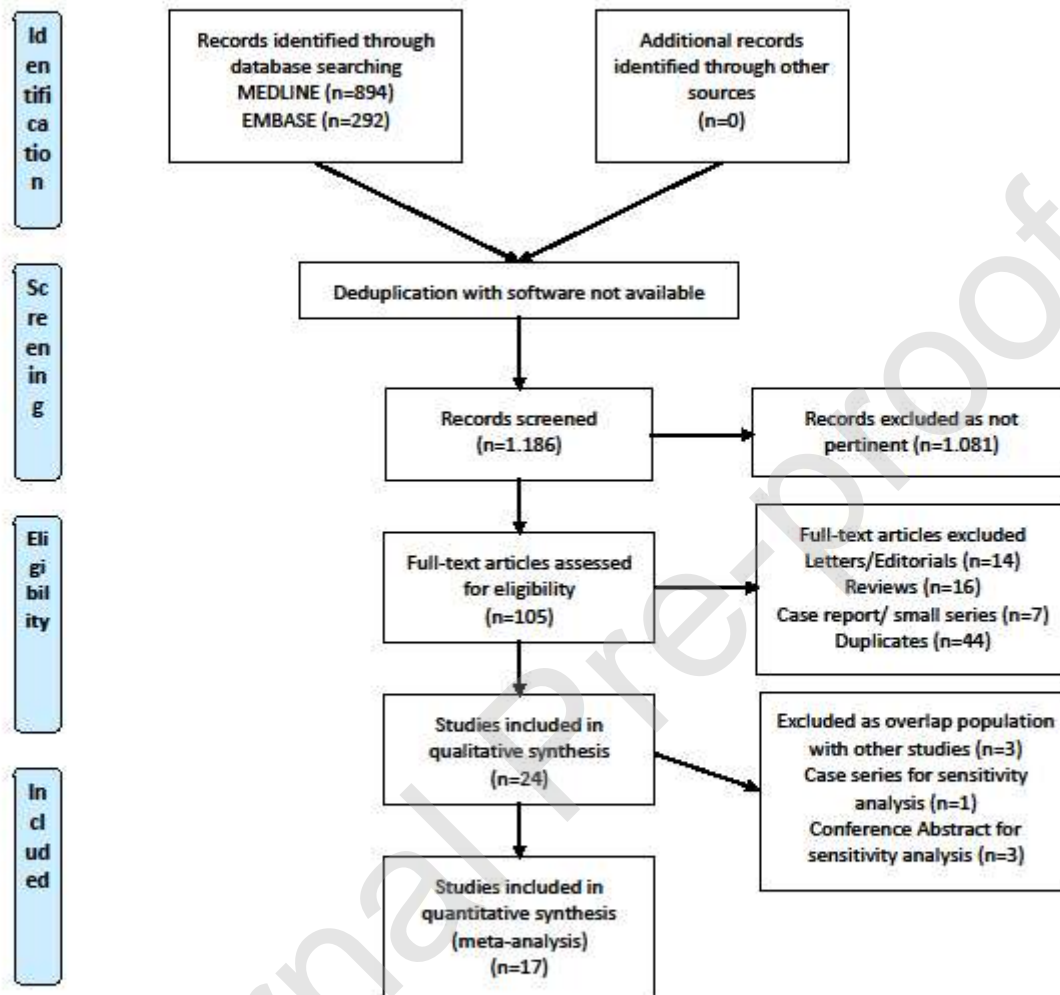 Id
en
tifi
ca
tio
n
Records identified through
database searching
MEDLINE (n=894)
EMBASE (n=292)
Additional records
identified through other
sources
(n=0)
Sc
re
en
in
g
Deduplication with software not available
Records screened
(n=1.186)
Records excluded as not
pertinent (n=1.081)
Eli
gi
bil
ity
Full-text articles assessed
for eligibility
(n=105)
Full-text articles excluded
Letters/Editorials (n=14)
Reviews (n=16)
Case report/ small series (n=7)
Duplicates (n=44)
Studies included in
qualitative synthesis
(n=24)
Excluded as overlap population
with other studies (n=3)
Case series for sensitivity
analysis (n=1)
Conference Abstract for
sensitivity analysis (n=3)
In
cl
ud
ed
Studies included in
quantitative synthesis
(meta-analysis)
(n=17)
rnal Pre-proof